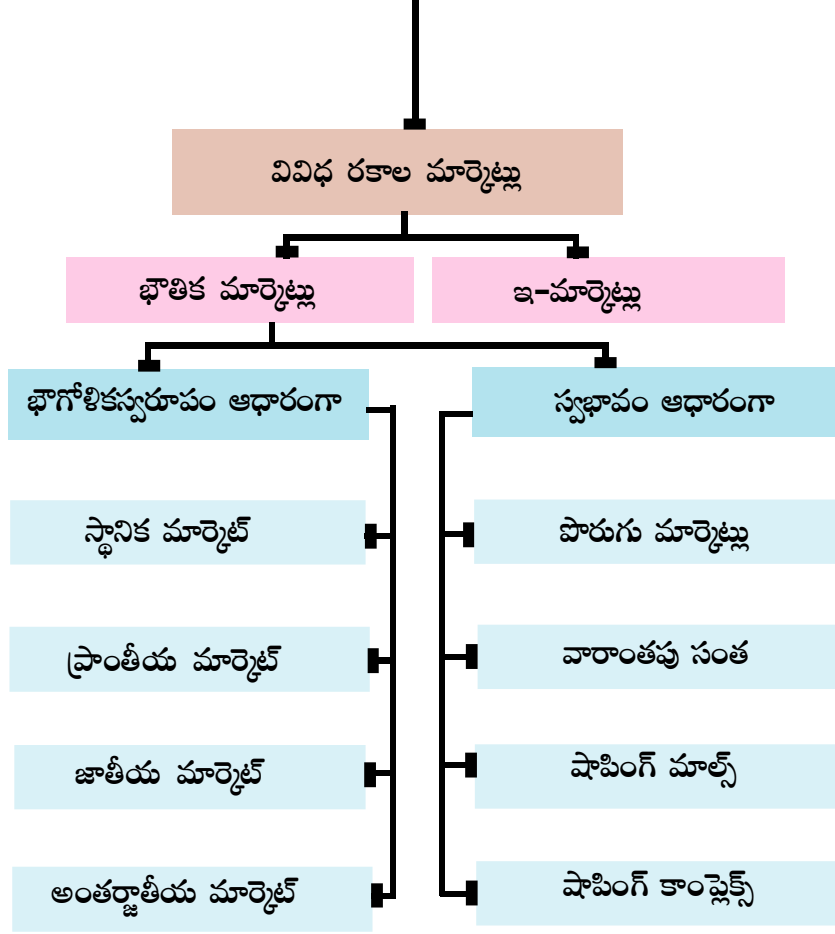 వివిధ రకాల మార్కెట్లు
భౌతిక మార్కెట్లు
ఇ-మార్కెట్లు
భౌగోళికస్వరూపం ఆధారంగా
స్థానిక మార్కెట్
ప్రాంతీయ మార్కెట్
జాతీయ మార్కెట్
అంతర్జాతీయ మార్కెట్
స్వభావం ఆధారంగా
పొరుగు మార్కెట్లు
వారాంతపు సంత
షాపింగ్ మాల్స్
షాపింగ్ కాంప్లెక్స్